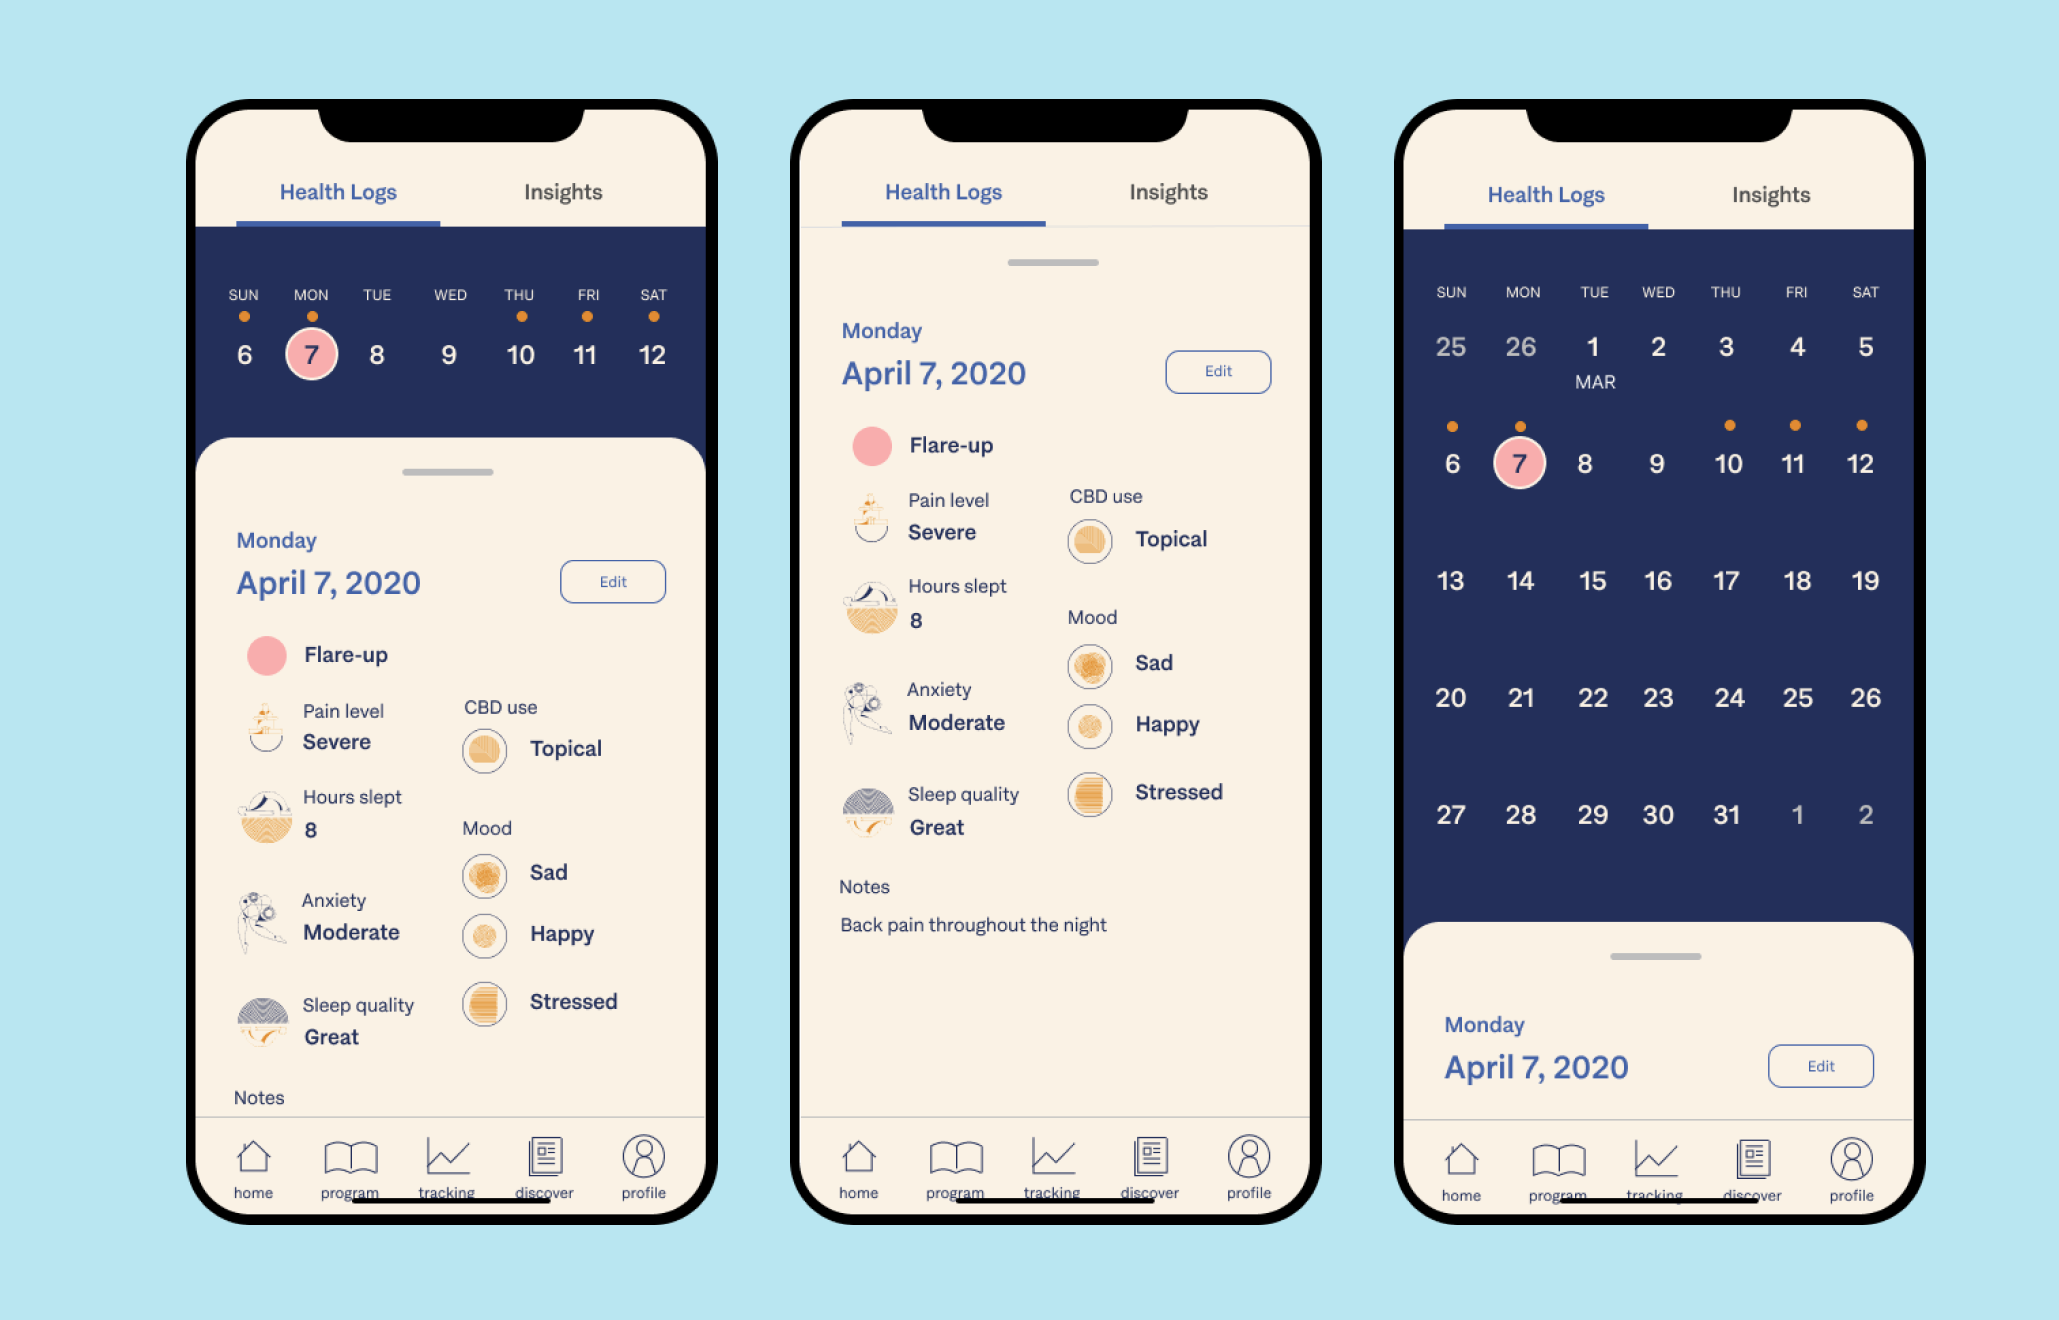 Health Logs Insights
SUN MON TUE WED THU FRI SAT
6 7 8 9 10 11 12
Monday
April 7, 2020
Edit
Flare-up
Pain level
Severe
Hours slept
8
Anxiety
Moderate
Sleep quality
Great
CBD use
Topical
Mood
Sad
Happy
Stressed
Notes
home program tracking discover profile
Health Logs Insights
Monday
April 7, 2020
Edit
Flare-up
Pain level
Severe
Hours slept
8
Anxiety
Moderate
Sleep quality
Great
CBD use
Topical
Mood
Sad
Happy
Stressed
Notes
Back pain throughout the night
home program tracking discover profile
Health Logs Insights
SUN MON TUE WED THU FRI SAT
25 26 1 2 3 4 5
MAR
6 7 8 9 10 11 12
13 14 15 16 17 18 19
20 21 22 23 24 25 26
27 28 29 30 31 1 2
Monday
April 7, 2020
Edit
home program tracking discover profile